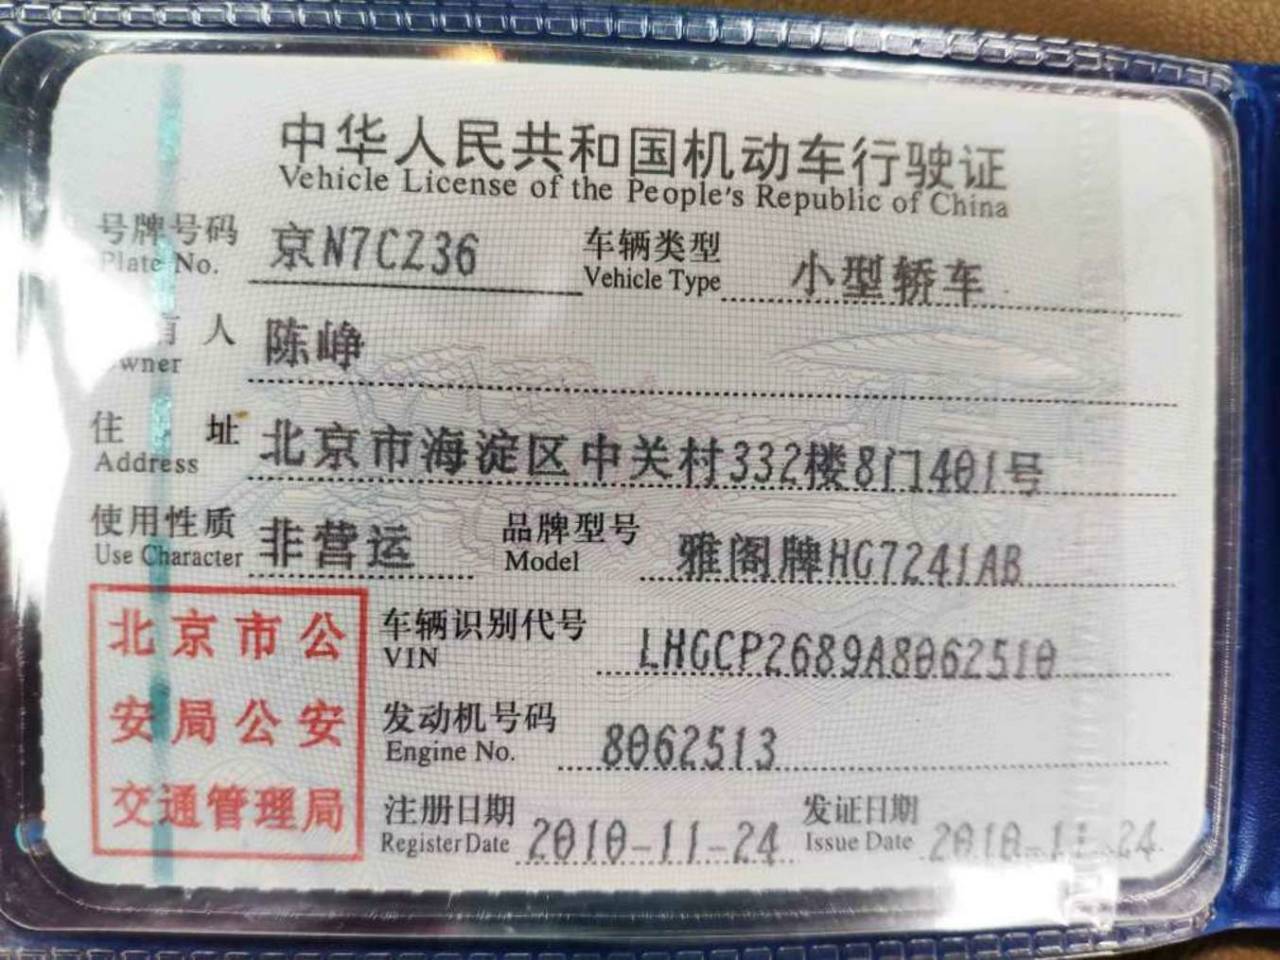 中华人民共和国机动车行驶证
Vehicle License of the People's Republic of China
号牌号码 京N7CZ36 车辆类型 小型轿车
Plate No. Vehicle Type
有 人 陈峥
Owner
住 址 北京市海淀区中关村332楼8门1401号
Address
使用性质 非营运 品牌型号 雅阁牌HG7241AB
Use Character Model
北京市公
安局公安
交通管理局
车辆识别代号 LHGCP2689A8062510
VIN
发动机号码 8062513
Engine No.
注册日期 2010-11-24 发证日期 2010-11-24
Register Date Issue Date